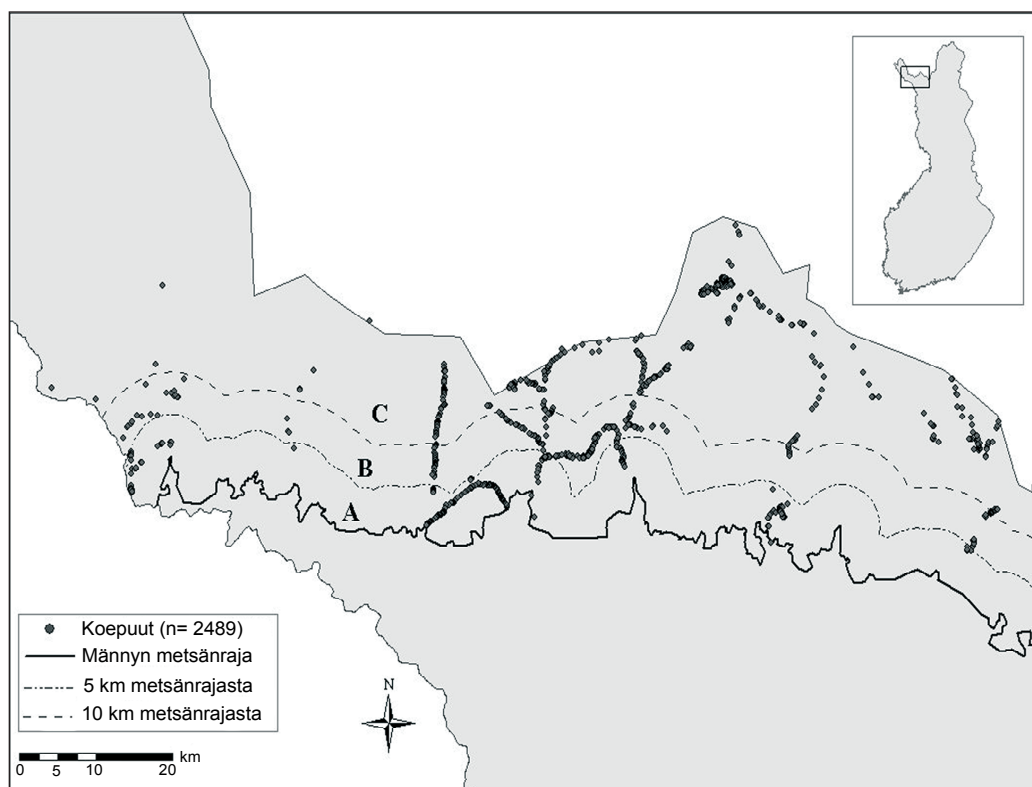 C
B
A
Koepuut (n= 2489)
Männyn metsänraja
5 km metsänrajasta
10 km metsänrajasta
N
km
0 5 10 20